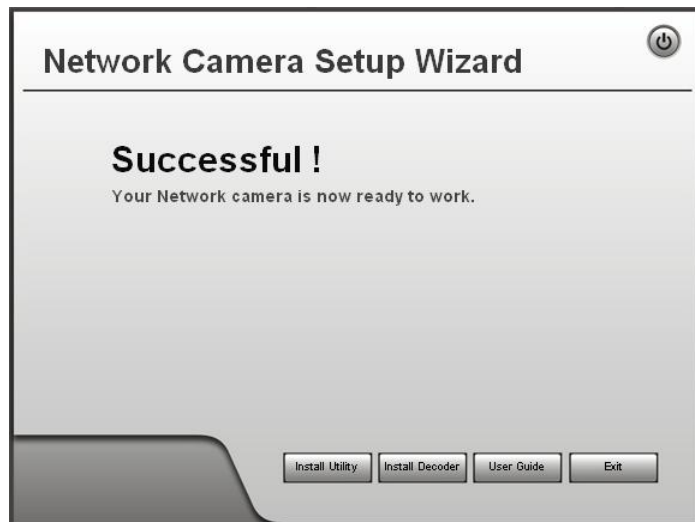 Network Camera Setup Wizard
Successful !
Your Network camera is now ready to work.
Install Utility Install Decoder User Guide Exit